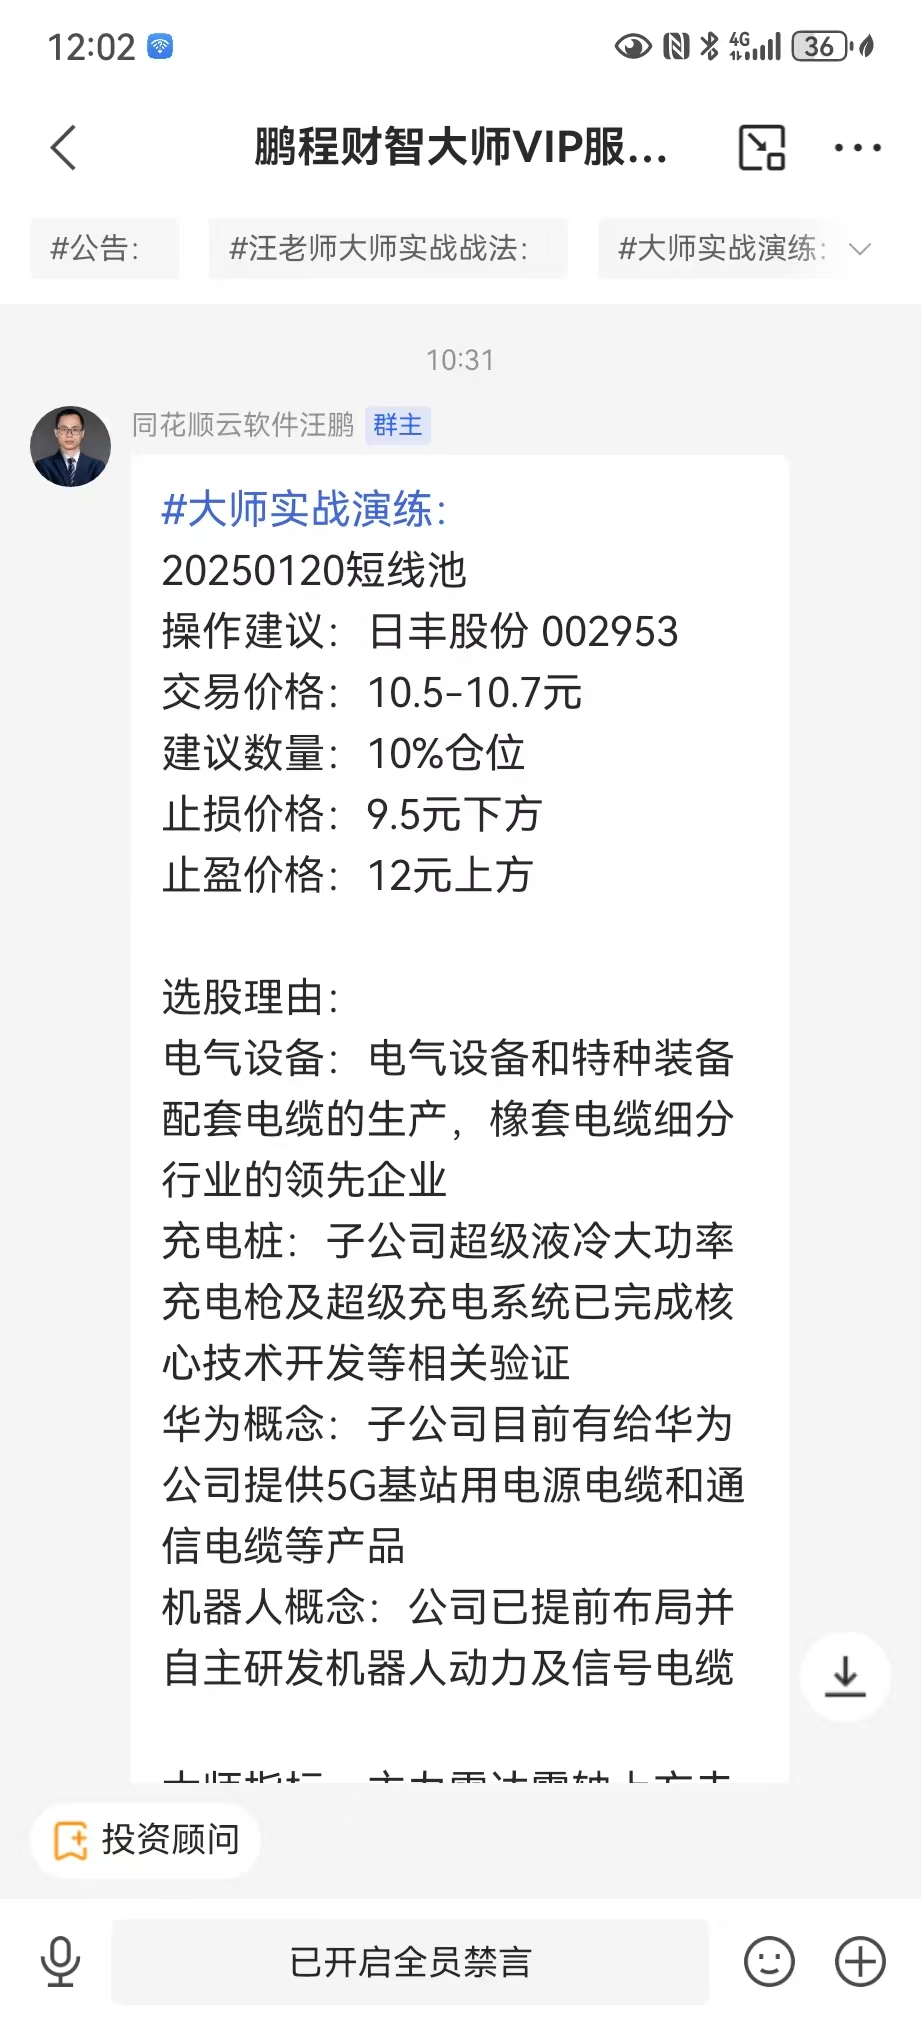 12:02
4G
36
鹏程财智大师VIP服...
#公告:
#汪老师大师实战战法:
#大师实战演练:
10:31
同花顺云软件汪鹏 群主
#大师实战演练:
20250120短线池
操作建议：日丰股份 002953
交易价格：10.5-10.7元
建议数量：10%仓位
止损价格：9.5元下方
止盈价格：12元上方
选股理由：
电气设备：电气设备和特种装备
配套电缆的生产，橡套电缆细分
行业的领先企业
充电桩：子公司超级液冷大功率
充电枪及超级充电系统已完成核
心技术开发等相关验证
华为概念：子公司目前有给华为
公司提供5G基站用电源电缆和通
信电缆等产品
机器人概念：公司已提前布局并
自主研发机器人动力及信号电缆
投资顾问
已开启全员禁言